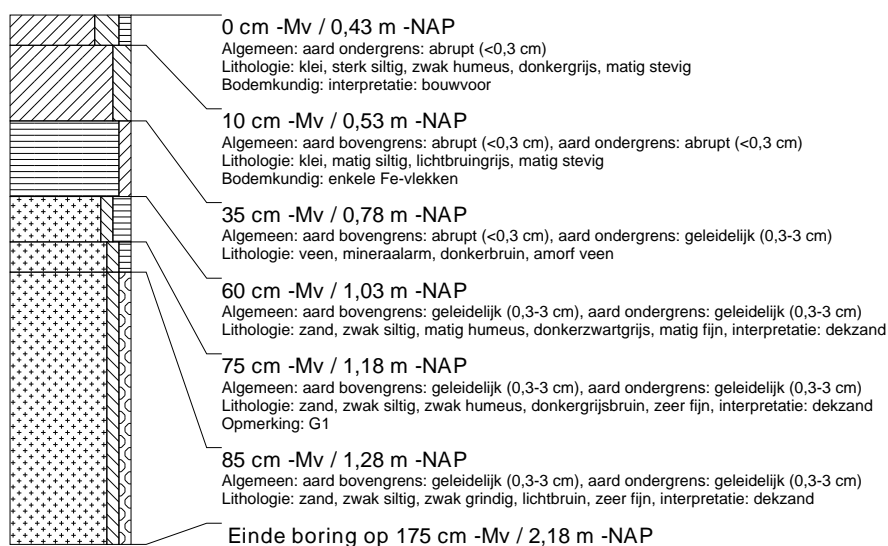 0 cm -Mv / 0,43 m -NAP
Algemeen: aard ondergrens: abrupt (<0,3 cm)
Lithologie: klei, sterk siltig, zwak humeus, donkergrijs, matig stevig
Bodemkundig: interpretatie: bouwvoor
10 cm -Mv / 0,53 m -NAP
Algemeen: aard bovengrens: abrupt (<0,3 cm), aard ondergrens: abrupt (<0,3 cm)
Lithologie: klei, matig siltig, lichtbruingrijs, matig stevig
Bodemkundig: enkele Fe-vlekken
35 cm -Mv / 0,78 m -NAP
Algemeen: aard bovengrens: abrupt (<0,3 cm), aard ondergrens: geleidelijk (0,3-3 cm)
Lithologie: veen, mineraalarm, donkerbruin, amorf veen
60 cm -Mv / 1,03 m -NAP
Algemeen: aard bovengrens: geleidelijk (0,3-3 cm), aard ondergrens: geleidelijk (0,3-3 cm)
Lithologie: zand, zwak siltig, matig humeus, donkerzwartgrijs, matig fijn, interpretatie: dekzand
75 cm -Mv / 1,18 m -NAP
Algemeen: aard bovengrens: geleidelijk (0,3-3 cm), aard ondergrens: geleidelijk (0,3-3 cm)
Lithologie: zand, zwak siltig, zwak humeus, donkergrijsbruin, zeer fijn, interpretatie: dekzand
Opmerking: G1
85 cm -Mv / 1,28 m -NAP
Algemeen: aard bovengrens: geleidelijk (0,3-3 cm), aard ondergrens: geleidelijk (0,3-3 cm)
Lithologie: zand, zwak siltig, zwak grindig, lichtbruin, zeer fijn, interpretatie: dekzand
Einde boring op 175 cm -Mv / 2,18 m -NAP